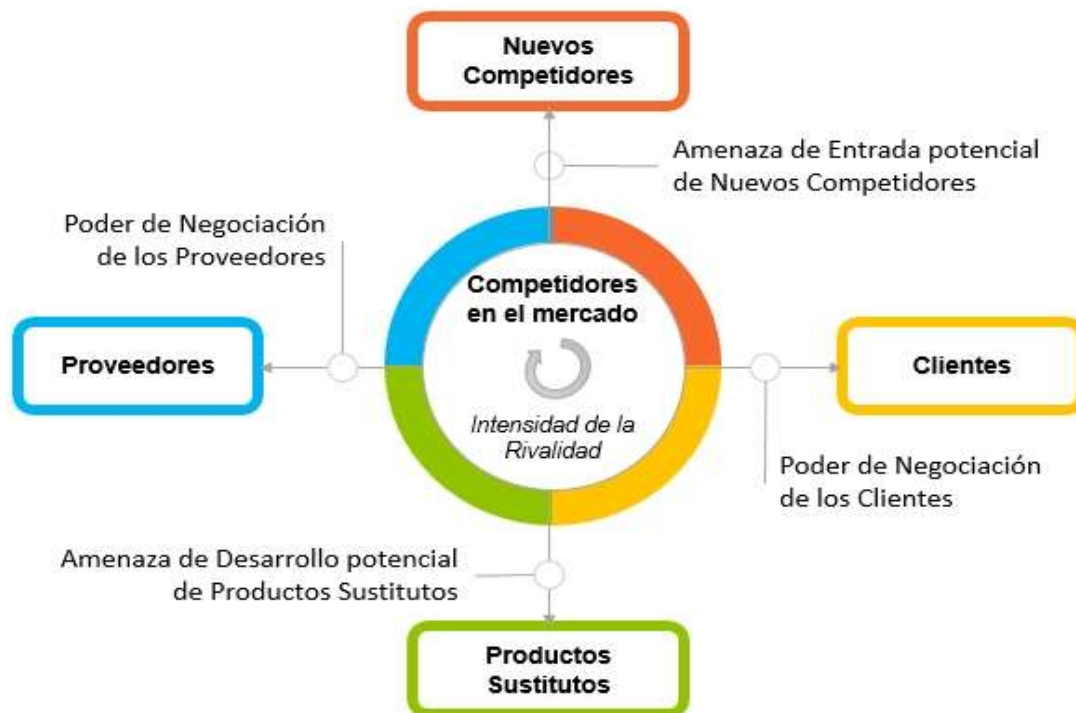 Nuevos
Competidores
Amenaza de Entrada potencial
de Nuevos Competidores
Poder de Negociación
de los Proveedores
Competidores
en el mercado
Proveedores
Clientes
Intensidad de la
Rivalidad
Poder de Negociación
de los Clientes
Amenaza de Desarrollo potencial
de Productos Sustitutos
Productos
Sustitutos